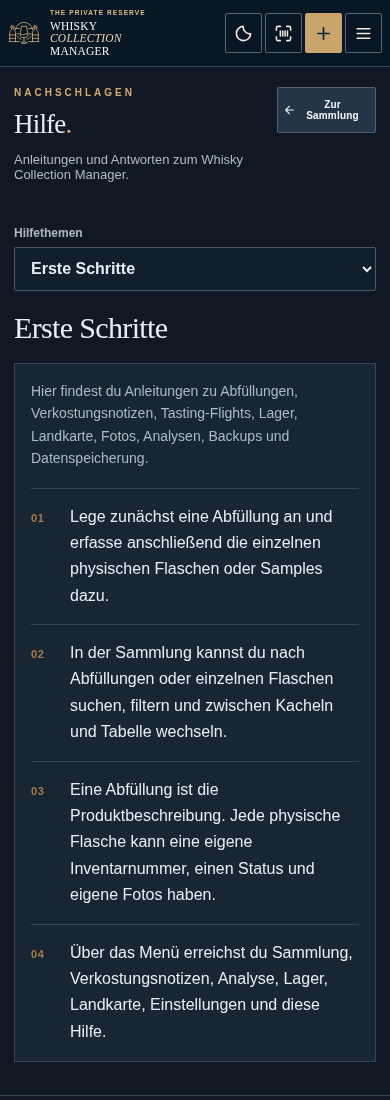 THE PRIVATE RESERVE
WHISKY
COLLECTION
MANAGER
NACHSCHLAGEN
Hilfe.
Zur
Sammlung
Anleitungen und Antworten zum Whisky
Collection Manager.
Hilfethemen
Erste Schritte
Erste Schritte
Hier findest du Anleitungen zu Abfüllungen,
Verkostungsnotizen, Tasting-Flights, Lager,
Landkarte, Fotos, Analysen, Backups und
Datenspeicherung.
01
Lege zunächst eine Abfüllung an und
erfasse anschließend die einzelnen
physischen Flaschen oder Samples
dazu.
02
In der Sammlung kannst du nach
Abfüllungen oder einzelnen Flaschen
suchen, filtern und zwischen Kacheln
und Tabelle wechseln.
03
Eine Abfüllung ist die
Produktbeschreibung. Jede physische
Flasche kann eine eigene
Inventarnummer, einen Status und
eigene Fotos haben.
04
Über das Menü erreichst du Sammlung,
Verkostungsnotizen, Analyse, Lager,
Landkarte, Einstellungen und diese
Hilfe.